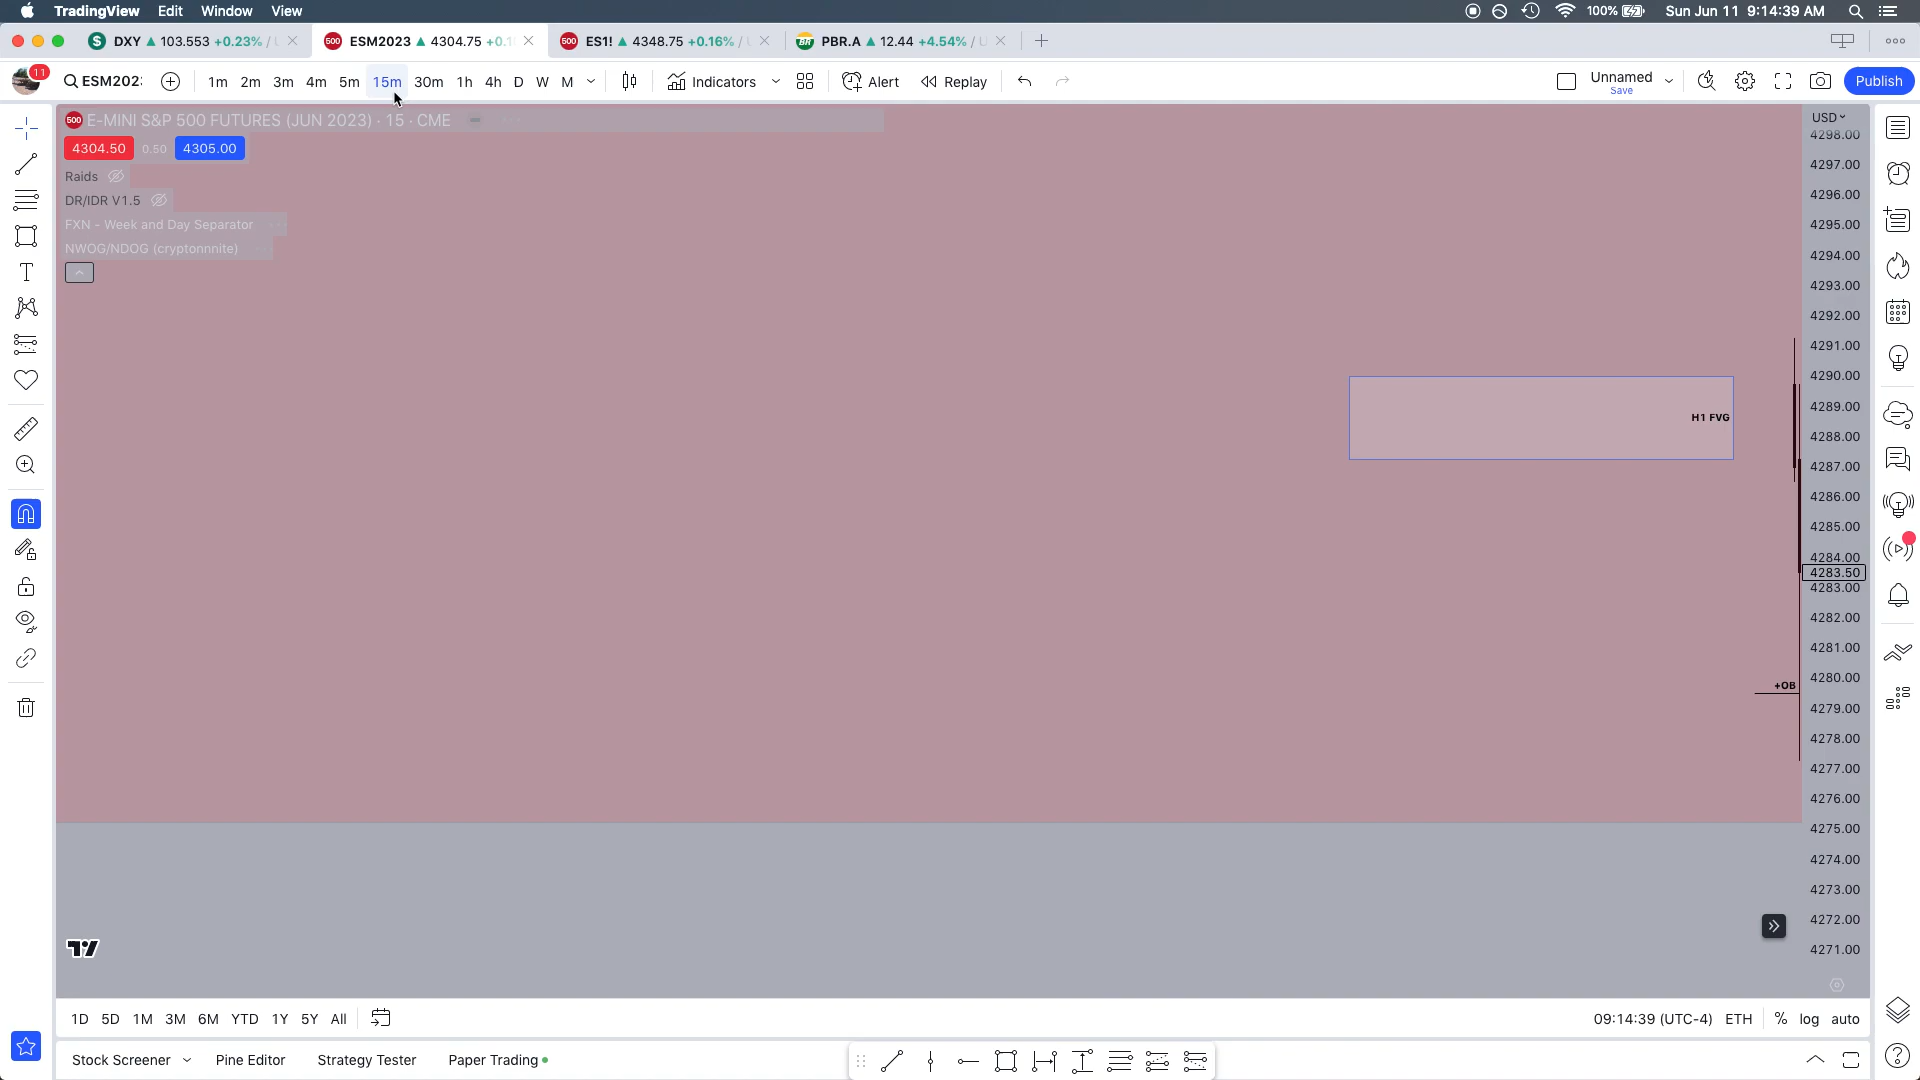 TradingView Edit Window View
100% Sun Jun 11 9:14:39 AM
DXY 103.553 +0.23% /
ESM2023 4304.75 +0.1
ES1! 4348.75 +0.16% /
PBR.A 12.44 +4.54% /
11
ESM202
1m 2m 3m 4m 5m 15m 30m 1h 4h D W M
Indicators
Alert
Replay
Unnamed
Save
Publish
500 E-MINI S&P 500 FUTURES (JUN 2023) · 15 · CME
4304.50 0.50 4305.00
Raids
DR/IDR V1.5
FXN - Week and Day Separator
NWOG/NDOG (cryptonnnite)
USD
4298.00
4297.00
4296.00
4295.00
4294.00
4293.00
4292.00
4291.00
4290.00
4289.00
H1 FVG
4288.00
4287.00
4286.00
4285.00
4284.00
4283.50
4283.00
4282.00
4281.00
4280.00
+OB
4279.00
4278.00
4277.00
4276.00
4275.00
4274.00
4273.00
4272.00
4271.00
1D 5D 1M 3M 6M YTD 1Y 5Y All
09:14:39 (UTC-4) ETH % log auto
Stock Screener Pine Editor Strategy Tester Paper Trading